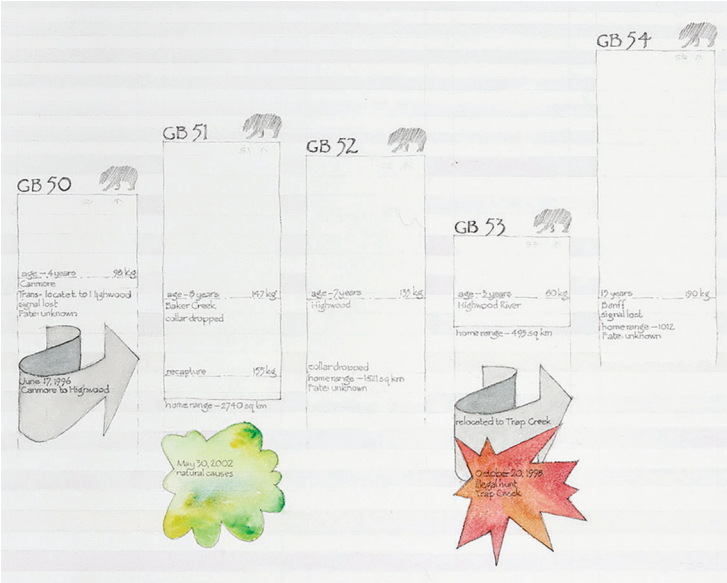 GB 50
age – 4 years 98 kg
Canmore
Trans- located to Highwood
signal lost
Fate: unknown
June 17, 1996
Canmore to Highwood
GB 51
age – 8 years 147 kg
Baker Creek
collar dropped
recapture 155 kg
home range – 2740 sq km
May 30, 2002
natural causes
GB 52
age – 7 years 135 kg
Highwood
collar dropped
home range – 1521 sq km
Fate: unknown
GB 53
age – 2 years 80 kg
Highwood River
home range – 495 sq km
relocated to Trap Creek
October 20, 1998
illegal hunt
Trap Creek
GB 54
15 years 190 kg
Banff
signal lost
home range – 1012
Fate: unknown